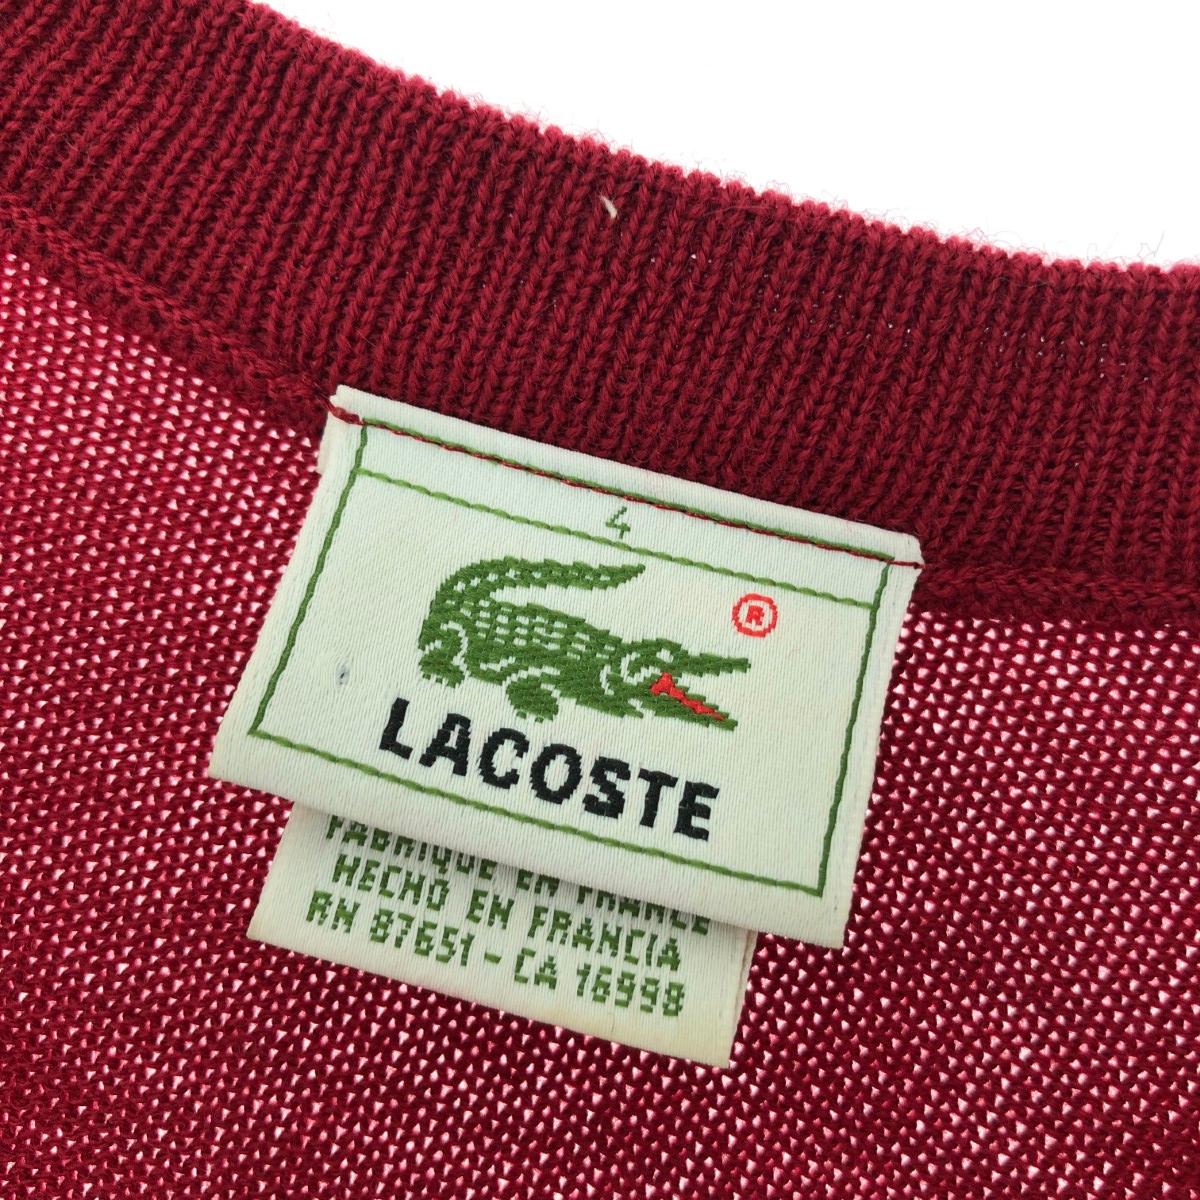 4
®
LACOSTE
FABRIQUE EN FRANCE
HECHO EN FRANCIA
RN 87651 - CA 16998